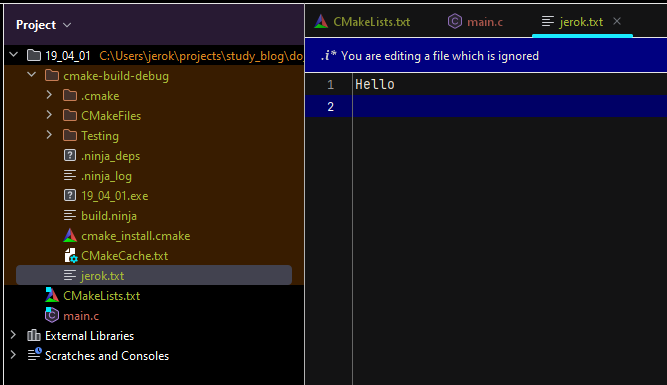 Project
19_04_01 C:\Users\jerok\projects\study_blog\do
cmake-build-debug
.cmake
CMakeFiles
Testing
.ninja_deps
.ninja_log
19_04_01.exe
build.ninja
cmake_install.cmake
CMakeCache.txt
jerok.txt
CMakeLists.txt
main.c
External Libraries
Scratches and Consoles
CMakeLists.txt main.c jerok.txt
.i* You are editing a file which is ignored
1 Hello
2